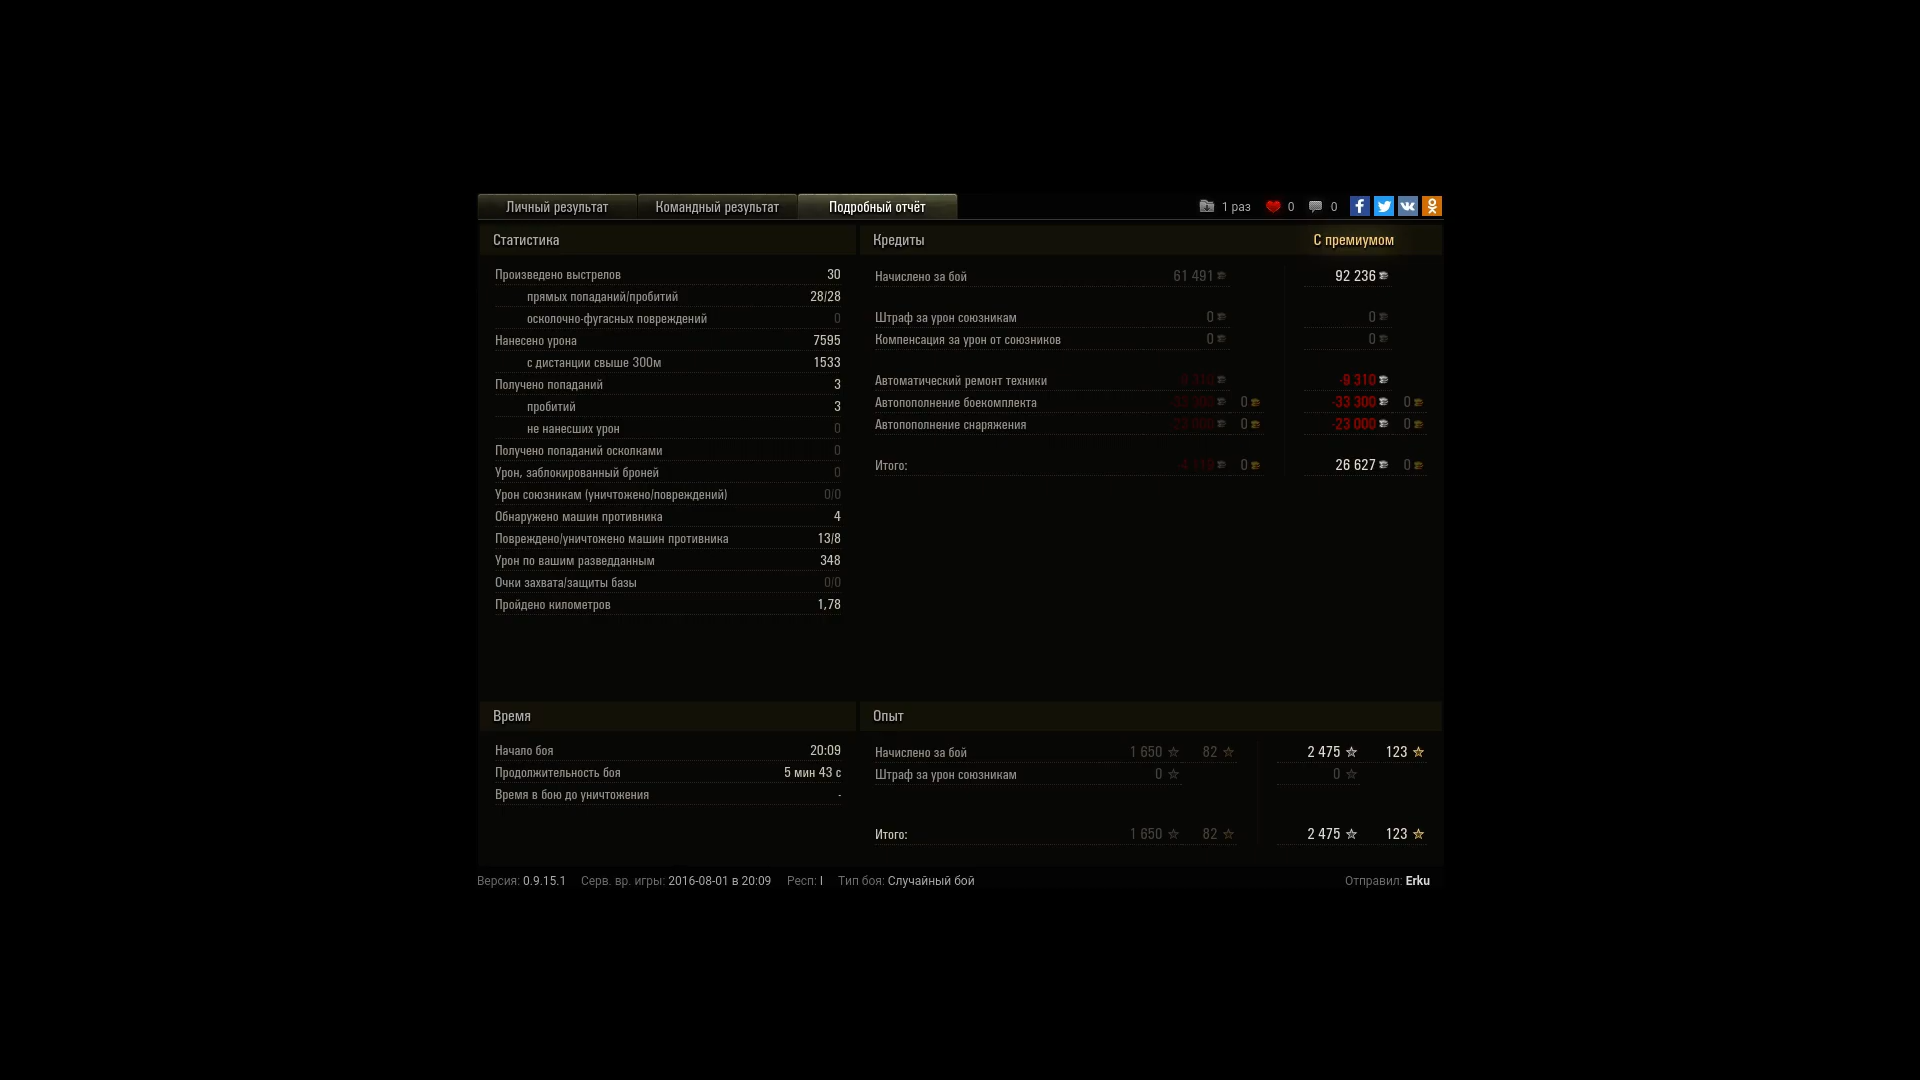 Личный результат Командный результат Подробный отчёт 1 раз 0 0
Статистика
Произведено выстрелов 30
прямых попаданий/пробитий 28/28
осколочно-фугасных повреждений 0
Нанесено урона 7595
с дистанции свыше 300м 1533
Получено попаданий 3
пробитий 3
не нанесших урон 0
Получено попаданий осколками 0
Урон, заблокированный броней 0
Урон союзникам (уничтожено/повреждений) 0/0
Обнаружено машин противника 4
Повреждено/уничтожено машин противника 13/8
Урон по вашим разведданным 348
Очки захвата/защиты базы 0/0
Пройдено километров 1,78
Кредиты С премиумом
Начислено за бой 61 491 92 236
Штраф за урон союзникам 0 0
Компенсация за урон от союзников 0 0
Автоматический ремонт техники -9 310 -9 310
Автопополнение боекомплекта -33 300 0 -33 300 0
Автопополнение снаряжения -23 000 0 -23 000 0
Итого: -4 119 0 26 627 0
Время
Начало боя 20:09
Продолжительность боя 5 мин 43 с
Время в бою до уничтожения -
Опыт
Начислено за бой 1 650 82 2 475 123
Штраф за урон союзникам 0 0
Итого: 1 650 82 2 475 123
Версия: 0.9.15.1 Серв. вр. игры: 2016-08-01 в 20:09 Респ: I Тип боя: Случайный бой Отправил: Erku